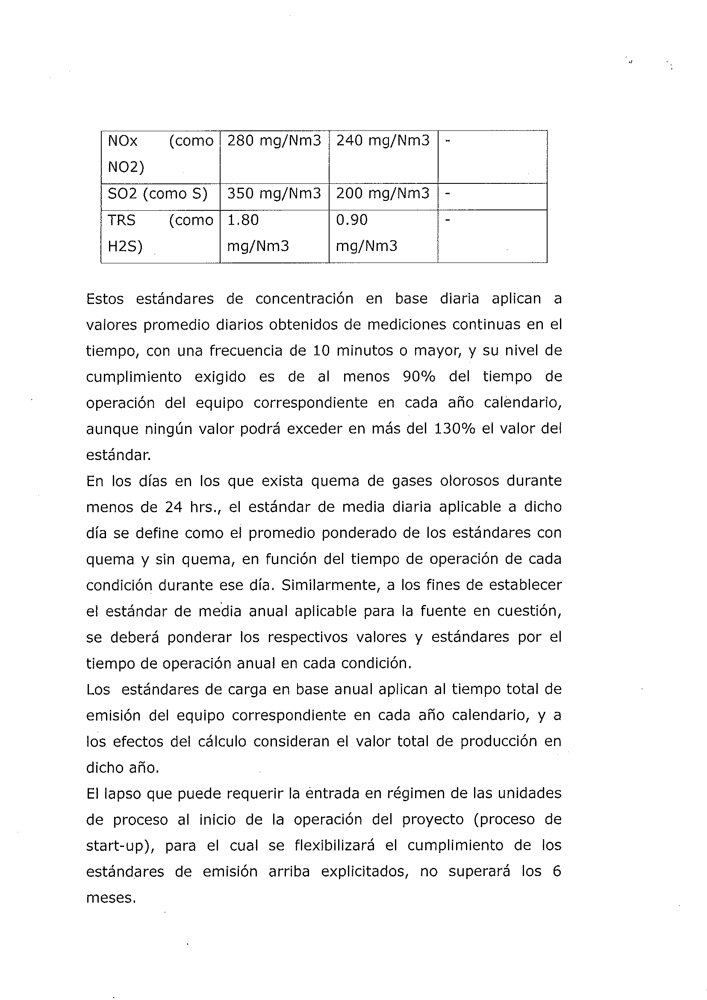 NOx (como 280 mg/Nm3 240 mg/Nm3 -
NO2)
SO2 (como S) 350 mg/Nm3 200 mg/Nm3 -
TRS (como 1.80 0.90 -
H2S) mg/Nm3 mg/Nm3
Estos estándares de concentración en base diaria aplican a
valores promedio diarios obtenidos de mediciones continuas en el
tiempo, con una frecuencia de 10 minutos o mayor, y su nivel de
cumplimiento exigido es de al menos 90% del tiempo de
operación del equipo correspondiente en cada año calendario,
aunque ningún valor podrá exceder en más del 130% el valor del
estándar.
En los días en los que exista quema de gases olorosos durante
menos de 24 hrs., el estándar de media diaria aplicable a dicho
día se define como el promedio ponderado de los estándares con
quema y sin quema, en función del tiempo de operación de cada
condición durante ese día. Similarmente, a los fines de establecer
el estándar de media anual aplicable para la fuente en cuestión,
se deberá ponderar los respectivos valores y estándares por el
tiempo de operación anual en cada condición.
Los estándares de carga en base anual aplican al tiempo total de
emisión del equipo correspondiente en cada año calendario, y a
los efectos del cálculo consideran el valor total de producción en
dicho año.
El lapso que puede requerir la entrada en régimen de las unidades
de proceso al inicio de la operación del proyecto (proceso de
start-up), para el cual se flexibilizará el cumplimiento de los
estándares de emisión arriba explicitados, no superará los 6
meses.